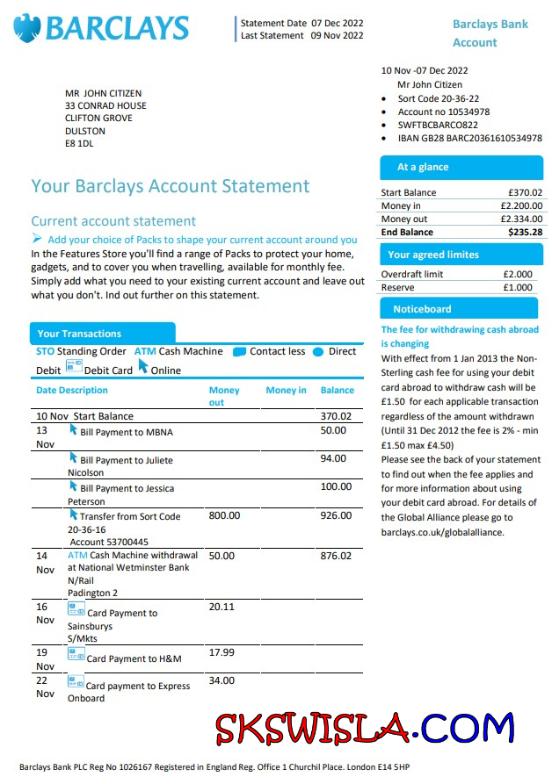 BARCLAYS
Statement Date 07 Dec 2022
Last Statement 09 Nov 2022
Barclays Bank
Account
MR JOHN CITIZEN
33 CONRAD HOUSE
CLIFTON GROVE
DULSTON
E8 1DL
10 Nov -07 Dec 2022
Mr John Citizen
• Sort Code 20-36-22
• Account no 10534978
• SWFTBCBARCO822
• IBAN GB28 BARC20361610534978
At a glance
Start Balance £370.02
Money in £2.200.00
Money out £2.334.00
End Balance $235.28
Your agreed limites
Overdraft limit £2.000
Reserve £1.000
Noticeboard
The fee for withdrawing cash abroad
is changing
With effect from 1 Jan 2013 the Non-
Sterling cash fee for using your debit
card abroad to withdraw cash will be
£1.50 for each applicable transaction
regardless of the amount withdrawn
(Until 31 Dec 2012 the fee is 2% - min
£1.50 max £4.50)
Please see the back of your statement
to find out when the fee applies and
for more information about using
your debit card abroad. For details of
the Global Alliance please go to
barclays.co.uk/globalalliance.
Your Barclays Account Statement
Current account statement
➢ Add your choice of Packs to shape your current account around you
In the Features Store you'll find a range of Packs to protect your home,
gadgets, and to cover you when travelling, available for monthly fee.
Simply add what you need to your existing current account and leave out
what you don't. Ind out further on this statement.
Your Transactions
STO Standing Order ATM Cash Machine Contact less Direct
Debit Debit Card Online
Date Description Money out Money in Balance
10 Nov Start Balance 370.02
13 Nov Bill Payment to MBNA 50.00
Bill Payment to Juliete 94.00
Nicolson
Bill Payment to Jessica 100.00
Peterson
Transfer from Sort Code 800.00 926.00
20-36-16
Account 53700445
14 Nov ATM Cash Machine withdrawal 50.00 876.02
at National Wetminster Bank
N/Rail
Padington 2
16 Nov Card Payment to 20.11
Sainsburys
S/Mkts
19 Nov Card Payment to H&M 17.99
22 Nov Card payment to Express 34.00
Onboard
SKSWISLA.COM
Barclays Bank PLC Reg No 1026167 Registered in England Reg. Office 1 Churchil Place. London E14 5HP